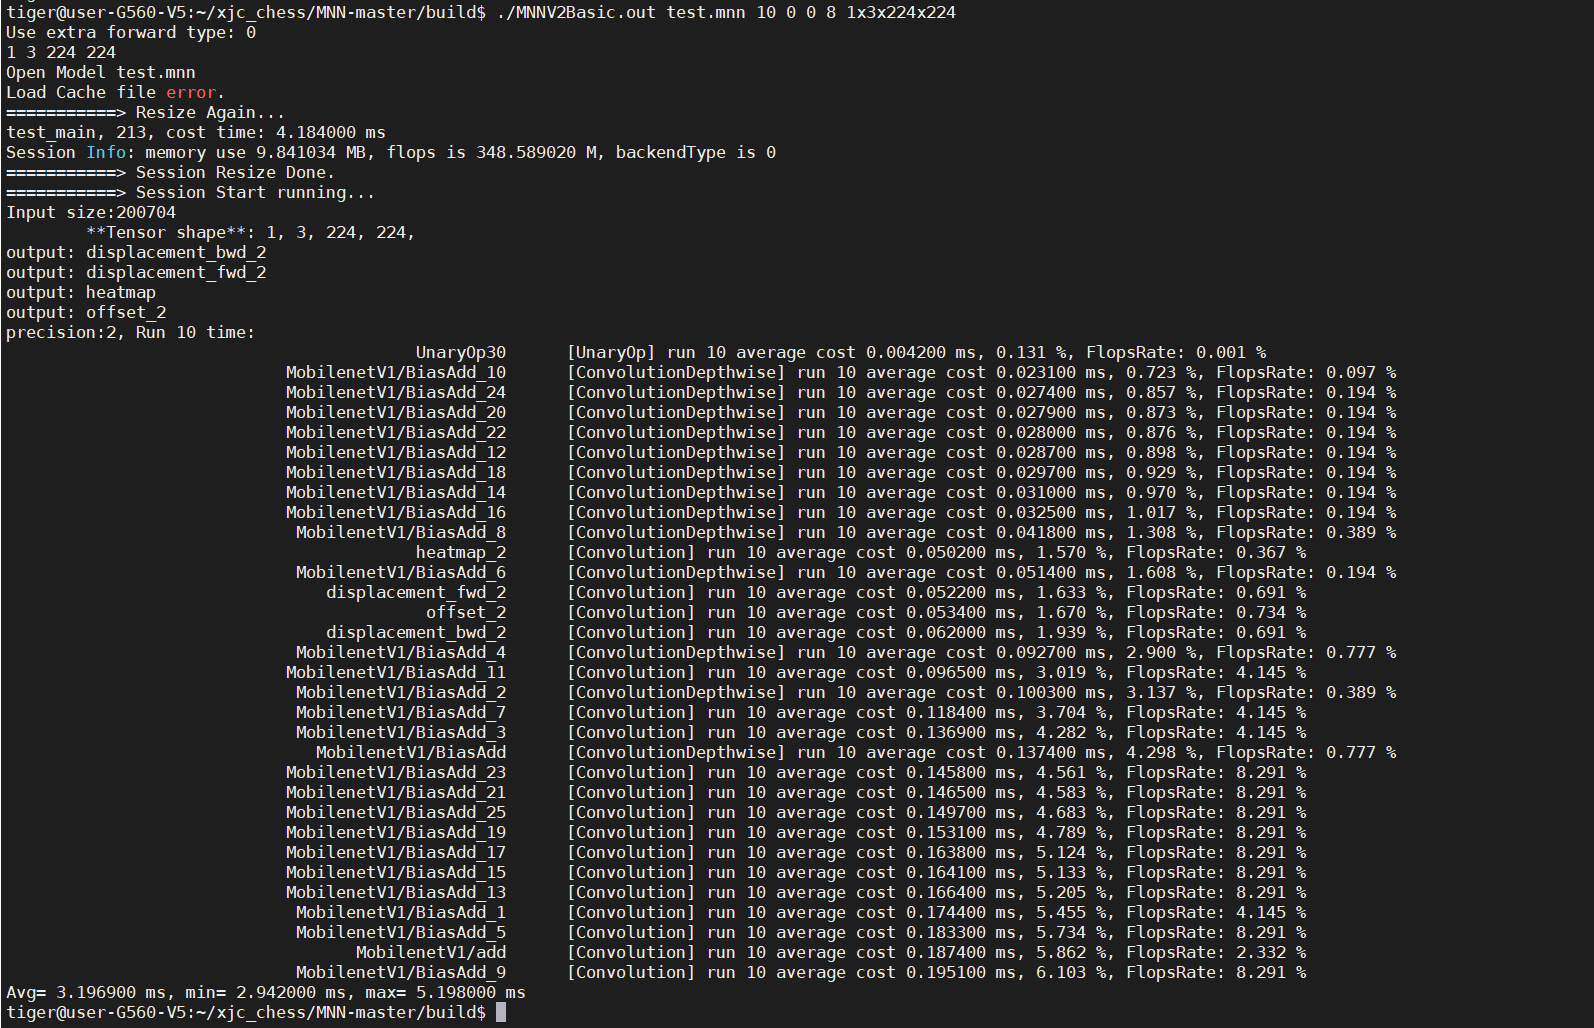 tiger@user-G560-V5:~/xjc_chess/MNN-master/build$ ./MNNV2Basic.out test.mnn 10 0 0 8 1x3x224x224
Use extra forward type: 0
1 3 224 224
Open Model test.mnn
Load Cache file error.
===========> Resize Again...
test_main, 213, cost time: 4.184000 ms
Session Info: memory use 9.841034 MB, flops is 348.589020 M, backendType is 0
===========> Session Resize Done.
===========> Session Start running...
Input size:200704
**Tensor shape**: 1, 3, 224, 224,
output: displacement_bwd_2
output: displacement_fwd_2
output: heatmap
output: offset_2
precision:2, Run 10 time:
UnaryOp30 [UnaryOp] run 10 average cost 0.004200 ms, 0.131 %, FlopsRate: 0.001 %
MobilenetV1/BiasAdd_10 [ConvolutionDepthwise] run 10 average cost 0.023100 ms, 0.723 %, FlopsRate: 0.097 %
MobilenetV1/BiasAdd_24 [ConvolutionDepthwise] run 10 average cost 0.027400 ms, 0.857 %, FlopsRate: 0.194 %
MobilenetV1/BiasAdd_20 [ConvolutionDepthwise] run 10 average cost 0.027900 ms, 0.873 %, FlopsRate: 0.194 %
MobilenetV1/BiasAdd_22 [ConvolutionDepthwise] run 10 average cost 0.028000 ms, 0.876 %, FlopsRate: 0.194 %
MobilenetV1/BiasAdd_12 [ConvolutionDepthwise] run 10 average cost 0.028700 ms, 0.898 %, FlopsRate: 0.194 %
MobilenetV1/BiasAdd_18 [ConvolutionDepthwise] run 10 average cost 0.029700 ms, 0.929 %, FlopsRate: 0.194 %
MobilenetV1/BiasAdd_14 [ConvolutionDepthwise] run 10 average cost 0.031000 ms, 0.970 %, FlopsRate: 0.194 %
MobilenetV1/BiasAdd_16 [ConvolutionDepthwise] run 10 average cost 0.032500 ms, 1.017 %, FlopsRate: 0.194 %
MobilenetV1/BiasAdd_8 [ConvolutionDepthwise] run 10 average cost 0.041800 ms, 1.308 %, FlopsRate: 0.389 %
heatmap_2 [Convolution] run 10 average cost 0.050200 ms, 1.570 %, FlopsRate: 0.367 %
MobilenetV1/BiasAdd_6 [ConvolutionDepthwise] run 10 average cost 0.051400 ms, 1.608 %, FlopsRate: 0.194 %
displacement_fwd_2 [Convolution] run 10 average cost 0.052200 ms, 1.633 %, FlopsRate: 0.691 %
offset_2 [Convolution] run 10 average cost 0.053400 ms, 1.670 %, FlopsRate: 0.734 %
displacement_bwd_2 [Convolution] run 10 average cost 0.062000 ms, 1.939 %, FlopsRate: 0.691 %
MobilenetV1/BiasAdd_4 [ConvolutionDepthwise] run 10 average cost 0.092700 ms, 2.900 %, FlopsRate: 0.777 %
MobilenetV1/BiasAdd_11 [Convolution] run 10 average cost 0.096500 ms, 3.019 %, FlopsRate: 4.145 %
MobilenetV1/BiasAdd_2 [ConvolutionDepthwise] run 10 average cost 0.100300 ms, 3.137 %, FlopsRate: 0.389 %
MobilenetV1/BiasAdd_7 [Convolution] run 10 average cost 0.118400 ms, 3.704 %, FlopsRate: 4.145 %
MobilenetV1/BiasAdd_3 [Convolution] run 10 average cost 0.136900 ms, 4.282 %, FlopsRate: 4.145 %
MobilenetV1/BiasAdd [ConvolutionDepthwise] run 10 average cost 0.137400 ms, 4.298 %, FlopsRate: 0.777 %
MobilenetV1/BiasAdd_23 [Convolution] run 10 average cost 0.145800 ms, 4.561 %, FlopsRate: 8.291 %
MobilenetV1/BiasAdd_21 [Convolution] run 10 average cost 0.146500 ms, 4.583 %, FlopsRate: 8.291 %
MobilenetV1/BiasAdd_25 [Convolution] run 10 average cost 0.149700 ms, 4.683 %, FlopsRate: 8.291 %
MobilenetV1/BiasAdd_19 [Convolution] run 10 average cost 0.153100 ms, 4.789 %, FlopsRate: 8.291 %
MobilenetV1/BiasAdd_17 [Convolution] run 10 average cost 0.163800 ms, 5.124 %, FlopsRate: 8.291 %
MobilenetV1/BiasAdd_15 [Convolution] run 10 average cost 0.164100 ms, 5.133 %, FlopsRate: 8.291 %
MobilenetV1/BiasAdd_13 [Convolution] run 10 average cost 0.166400 ms, 5.205 %, FlopsRate: 8.291 %
MobilenetV1/BiasAdd_1 [Convolution] run 10 average cost 0.174400 ms, 5.455 %, FlopsRate: 4.145 %
MobilenetV1/BiasAdd_5 [Convolution] run 10 average cost 0.183300 ms, 5.734 %, FlopsRate: 8.291 %
MobilenetV1/add [Convolution] run 10 average cost 0.187400 ms, 5.862 %, FlopsRate: 2.332 %
MobilenetV1/BiasAdd_9 [Convolution] run 10 average cost 0.195100 ms, 6.103 %, FlopsRate: 8.291 %
Avg= 3.196900 ms, min= 2.942000 ms, max= 5.198000 ms
tiger@user-G560-V5:~/xjc_chess/MNN-master/build$